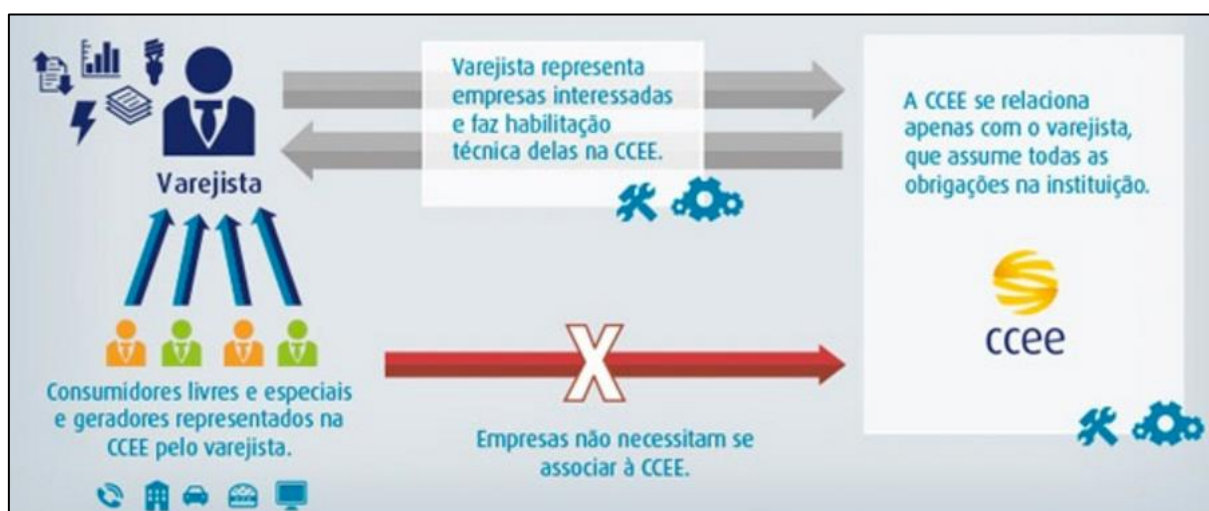 Varejista representa
empresas interessadas
e faz habilitação
técnica delas na CCEE.
A CCEE se relaciona
apenas com o varejista,
que assume todas as
obrigações na instituição.
Varejista
ccee
Consumidores livres e especiais
e geradores representados na
CCEE pelo varejista.
X
Empresas não necessitam se
associar à CCEE.